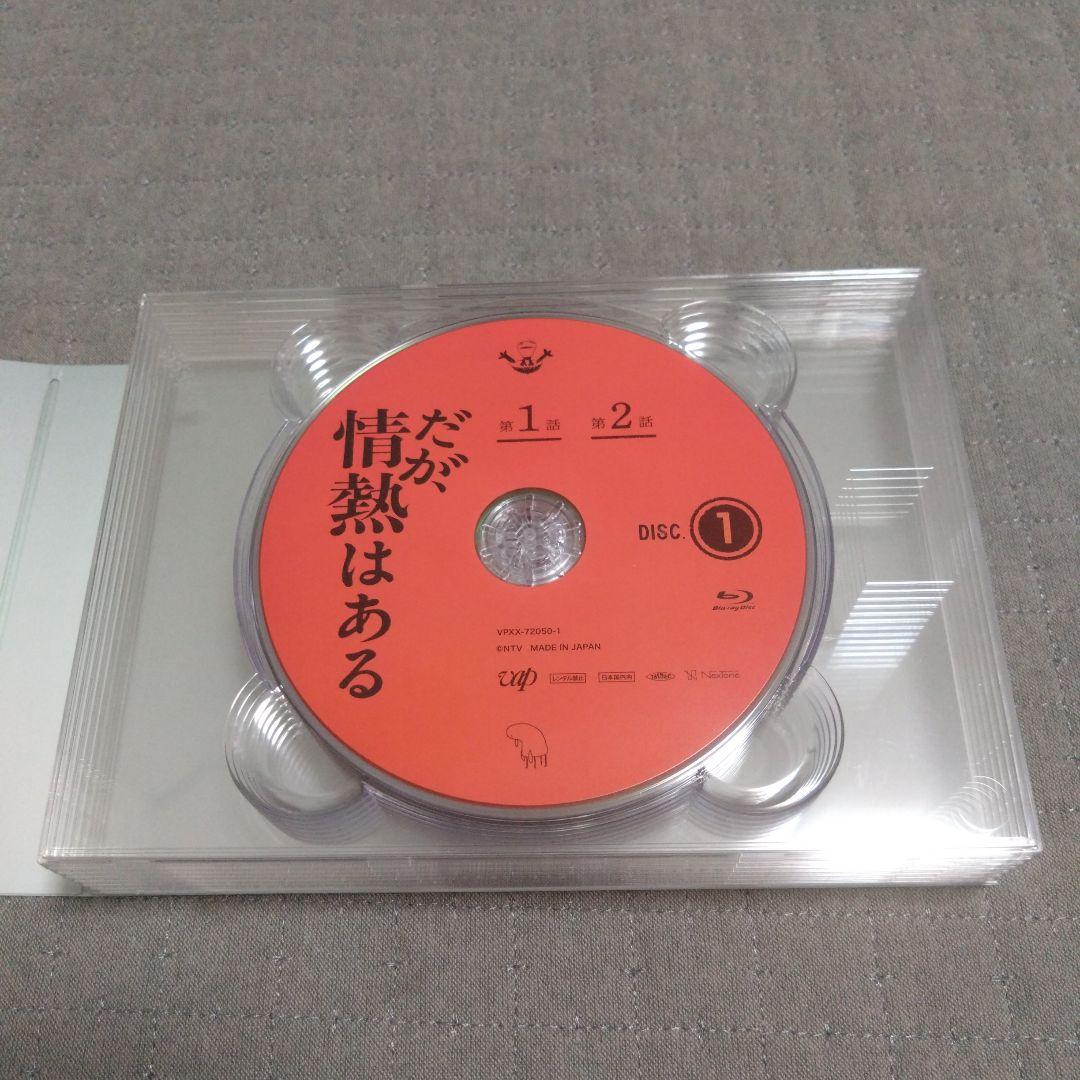 だが、
情熱はある
第1話 第2話
DISC. 1
Blu-ray Disc
VPXX-72050-1
©NTV MADE IN JAPAN
vap レンタル禁止 日本国内向 NexTone